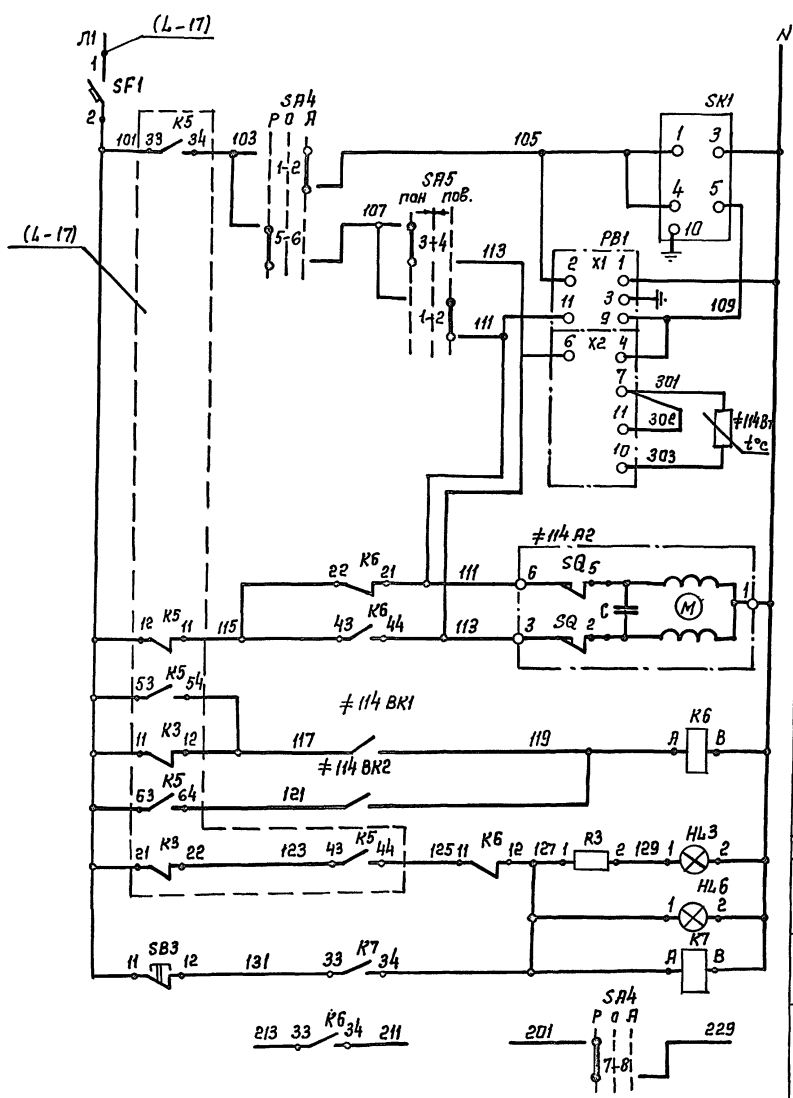 (L-17)
Л1
1
SF1
2
N
SA4
Р О А
SK1
K5
101 33 34 103
1-2
105
1 3
SA5
пон пов.
4 5
107
5-6
3-4
10
(L-17)
113
PB1
2 X1 1
3
11 9 109
1-2
111
6 X2 4
7 301
11 302
≠114Вт
t°C
10 303
≠114 A2
K6
22 21 111
6 SQ 5
C M 1
K5
12 11 115
K6
43 44 113
3 SQ 2
K5
53 54
≠114 BK1
K3
11 12 117 119
K6
A B
≠114 BK2
K5
63 64 121
K3
21 22 123
K5
43 44 125
K6
11 12 127
R3
1 2 129
HL3
1 2
HL6
1 2
K7
A B
SB3
11 12 131
K7
33 34
K6
213 33 34 211
SA4
Р О А
201 7-8 229